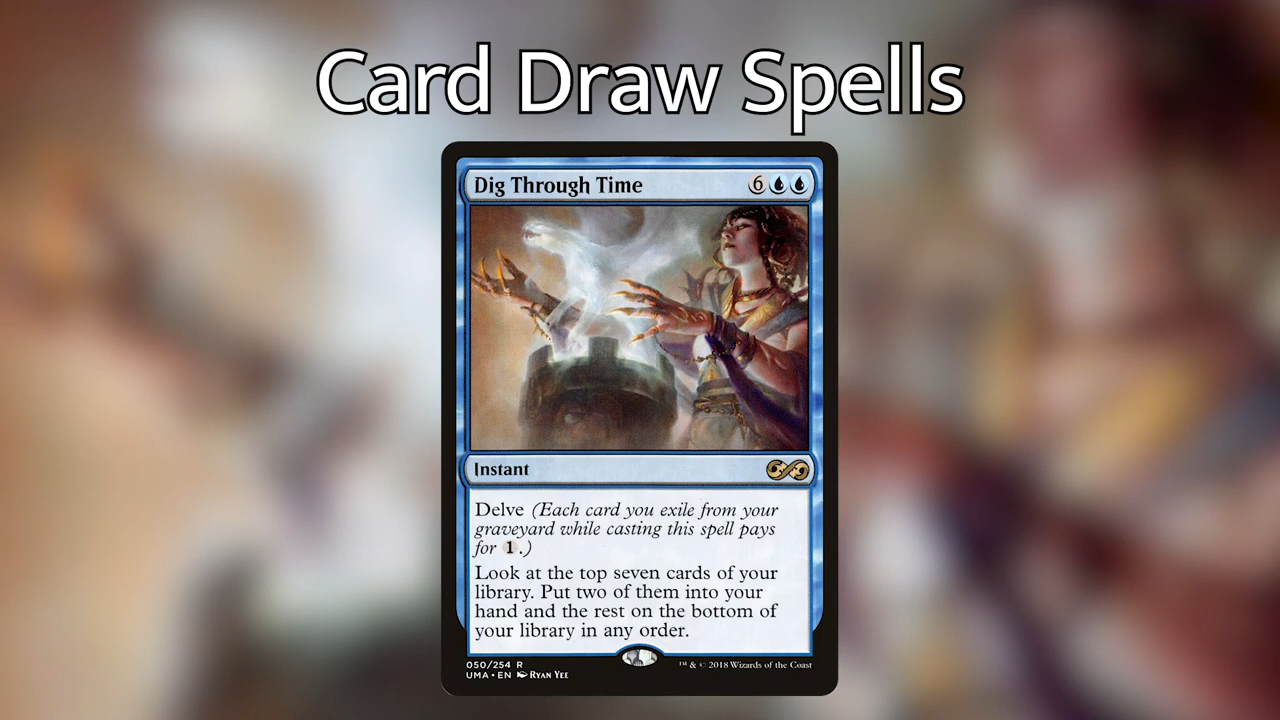 Card Draw Spells
Dig Through Time 6
Instant
Delve (Each card you exile from your
graveyard while casting this spell pays
for 1.)
Look at the top seven cards of your
library. Put two of them into your
hand and the rest on the bottom of
your library in any order.
050/254 R
™ & © 2018 Wizards of the Coast
UMA • EN Ryan Yee